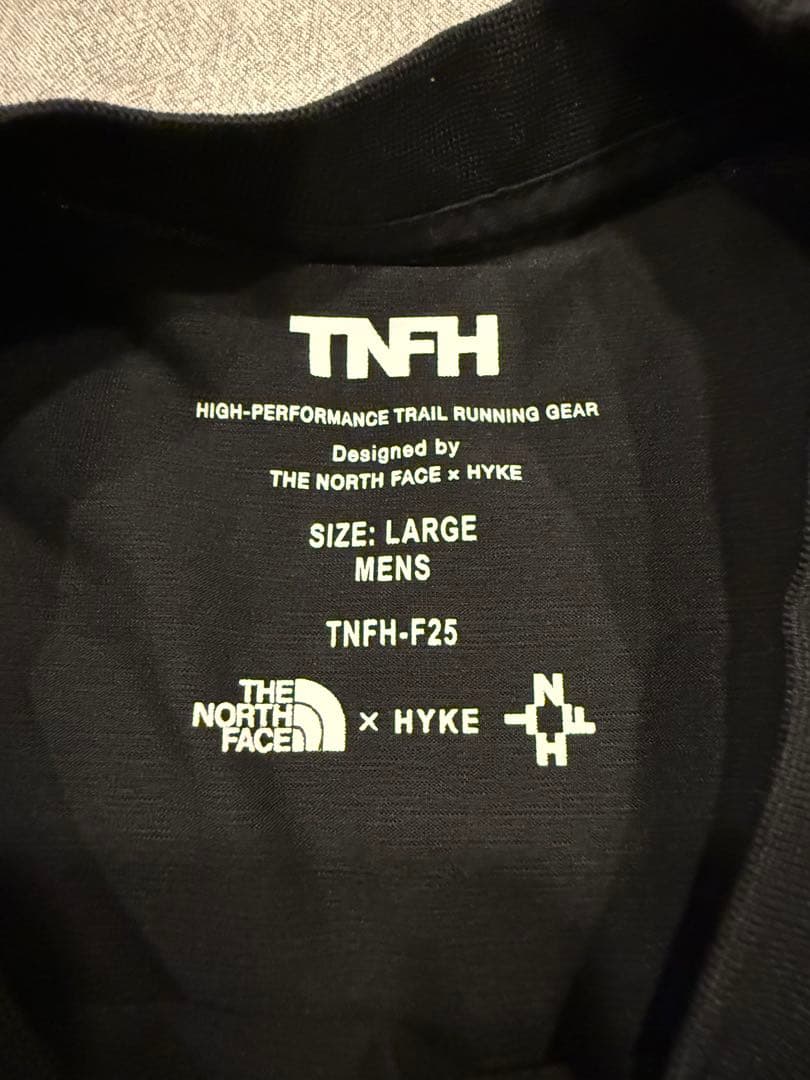 TNFH
HIGH-PERFORMANCE TRAIL RUNNING GEAR
Designed by
THE NORTH FACE x HYKE
SIZE: LARGE
MENS
TNFH-F25
THE
NORTH
FACE
x HYKE
N
F
H